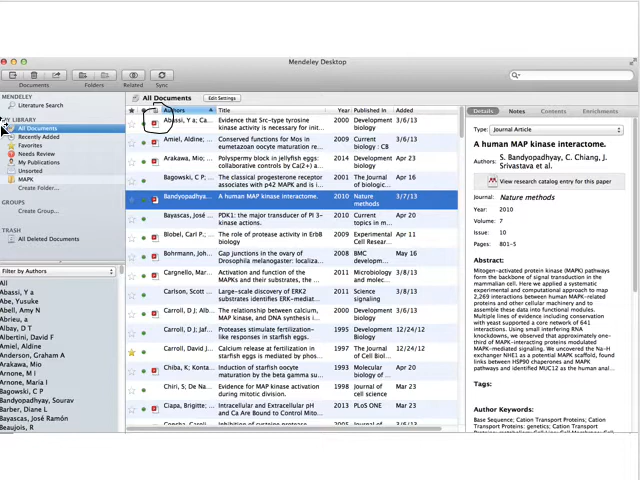 Mendeley Desktop
Documents
Folders
Related
Sync
MENDELEY
Literature Search
MY LIBRARY
All Documents
Recently Added
Favorites
Needs Review
My Publications
Unsorted
MAPK
Create Folder...
GROUPS
Create Group...
TRASH
All Deleted Documents
Filter by Authors
All
Abassi, Y a
Abe, Yusuke
Abell, Amy N
Abrieu, a
Albay, D T
Albertini, David F
Amiel, Aldine
Anderson, Graham A
Arakawa, Mio
Arnone, M I
Arnone, Maria I
Bagowski, C P
Bandyopadhyay, Sourav
Barber, Diane L
Bayascas, José Ramón
Beaujois, R
All Documents
Edit Settings
Authors Title Year Published In Added
Abassi, Y a; Ca... Evidence that Src-type tyrosine 2000 Development 3/6/13
kinase activity is necessary for init... biology
Amiel, Aldine; ... Conserved functions for Mos in 2009 Development 3/6/13
eumetazoan oocyte maturation re... : CB
Arakawa, Mio; ... Polyspermy block in jellyfish eggs: 2014 Development Apr 23
collaborative controls by Ca(2+) a... biology
Bagowski, C P; ... The classical progesterone receptor 2001 The Journal Apr 16
associates with p42 MAPK and is... of biologic...
Bandyopadhya... A human MAP kinase interactome. 2010 Nature 3/7/13
methods
Bayascas, José ... PDK1: the major transducer of PI 3- 2010 Current Apr 20
kinase actions. topics in m...
Blobel, Carl P; ... The role of protease activity in ErbB 2009 Experimental Apr 11
biology Cell Resear...
Bohrmann, Joh... Gap junctions in the ovary of 2008 BMC May 16
Drosophila melanogaster: localiza... developm...
Cargnello, Mar... Activation and function of the 2011 Microbiolog 3/6/13
MAPKs and their substrates, the ... and molec...
Carlson, Scott ... Large-scale discovery of ERK2 2011 Science 3/6/13
substrates identifies ERK-mediat... signaling
Carroll, D J; Alb... The relationship between calcium, 2000 Development 3/6/13
MAP kinase, and DNA synthesis i... biology
Carroll, D J; Jaf... Proteases stimulate fertilization- 1995 Development 12/24/12
like responses in starfish eggs. biology
Carroll, David J... Calcium release at fertilization in 1997 The Journal 12/24/12
starfish eggs is mediated by phos... of Cell Biol...
Chiba, K; Kontan... Induction of starfish oocyte 1993 Molecular Apr 20
maturation by the beta gamma su... biology of ...
Chiri, S; De Na... Evidence for MAP kinase activation 1998 Journal of Mar 23
during mitotic division. cell science
Ciapa, Brigitte; ... Intracellular and Extracellular pH 2013 PLoS ONE Mar 23
and Ca Are Bound to Control Mito...
Details Notes Contents Enrichments
Type: Journal Article
A human MAP kinase interactome.
Authors: S. Bandyopadhyay, C. Chiang, J.
Srivastava et al.
View research catalog entry for this paper
Journal: Nature methods
Year: 2010
Volume: 7
Issue: 10
Pages: 801-5
Abstract:
Mitogen-activated protein kinase (MAPK) pathways
form the backbone of signal transduction in the
mammalian cell. Here we applied a systematic
experimental and computational approach to map
2,269 interactions between human MAPK-related
proteins and other cellular machinery and to
assemble these data into functional modules.
Multiple lines of evidence including conservation
with yeast supported a core network of 641
interactions. Using small interfering RNA
knockdowns, we observed that approximately one-
third of MAPK-interacting proteins modulated
MAPK-mediated signaling. We uncovered the Na-H
exchanger NHE1 as a potential MAPK scaffold, found
links between HSP90 chaperones and MAPK
pathways and identified MUC12 as the human anal...
Tags:
Author Keywords:
Base Sequence; Cation Transport Proteins; Cation
Transport Proteins: genetics; Cation Transport